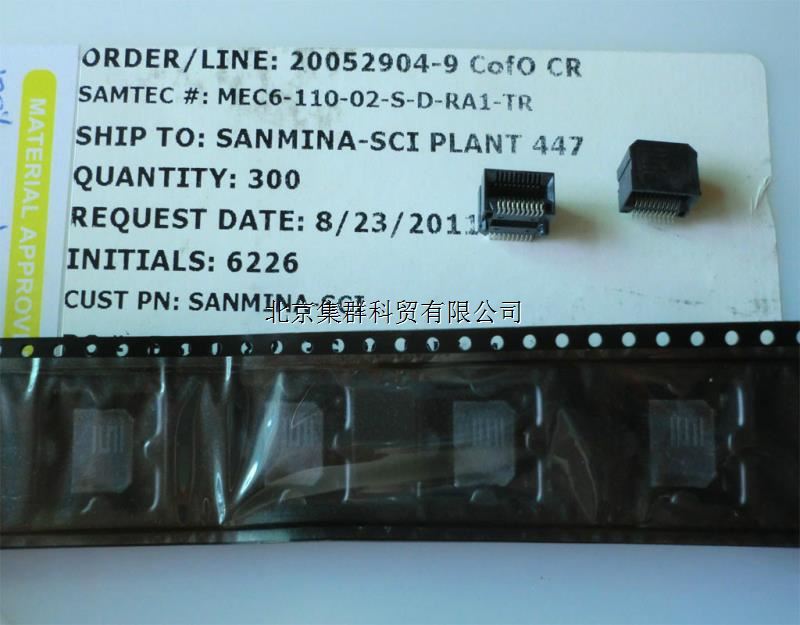 ORDER/LINE: 20052904-9 CofO CR
SAMTEC #: MEC6-110-02-S-D-RA1-TR
SHIP TO: SANMINA-SCI PLANT 447
QUANTITY: 300
REQUEST DATE: 8/23/2011
INITIALS: 6226
CUST PN: SANMINA-SCI
北京集群科贸有限公司
MATERIAL APPROV